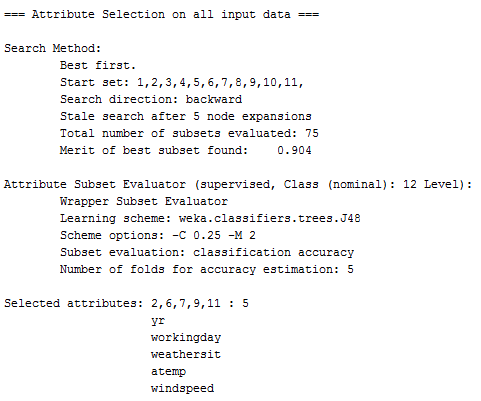 === Attribute Selection on all input data ===
Search Method:
Best first.
Start set: 1,2,3,4,5,6,7,8,9,10,11,
Search direction: backward
Stale search after 5 node expansions
Total number of subsets evaluated: 75
Merit of best subset found: 0.904
Attribute Subset Evaluator (supervised, Class (nominal): 12 Level):
Wrapper Subset Evaluator
Learning scheme: weka.classifiers.trees.J48
Scheme options: -C 0.25 -M 2
Subset evaluation: classification accuracy
Number of folds for accuracy estimation: 5
Selected attributes: 2,6,7,9,11 : 5
yr
workingday
weathersit
atemp
windspeed